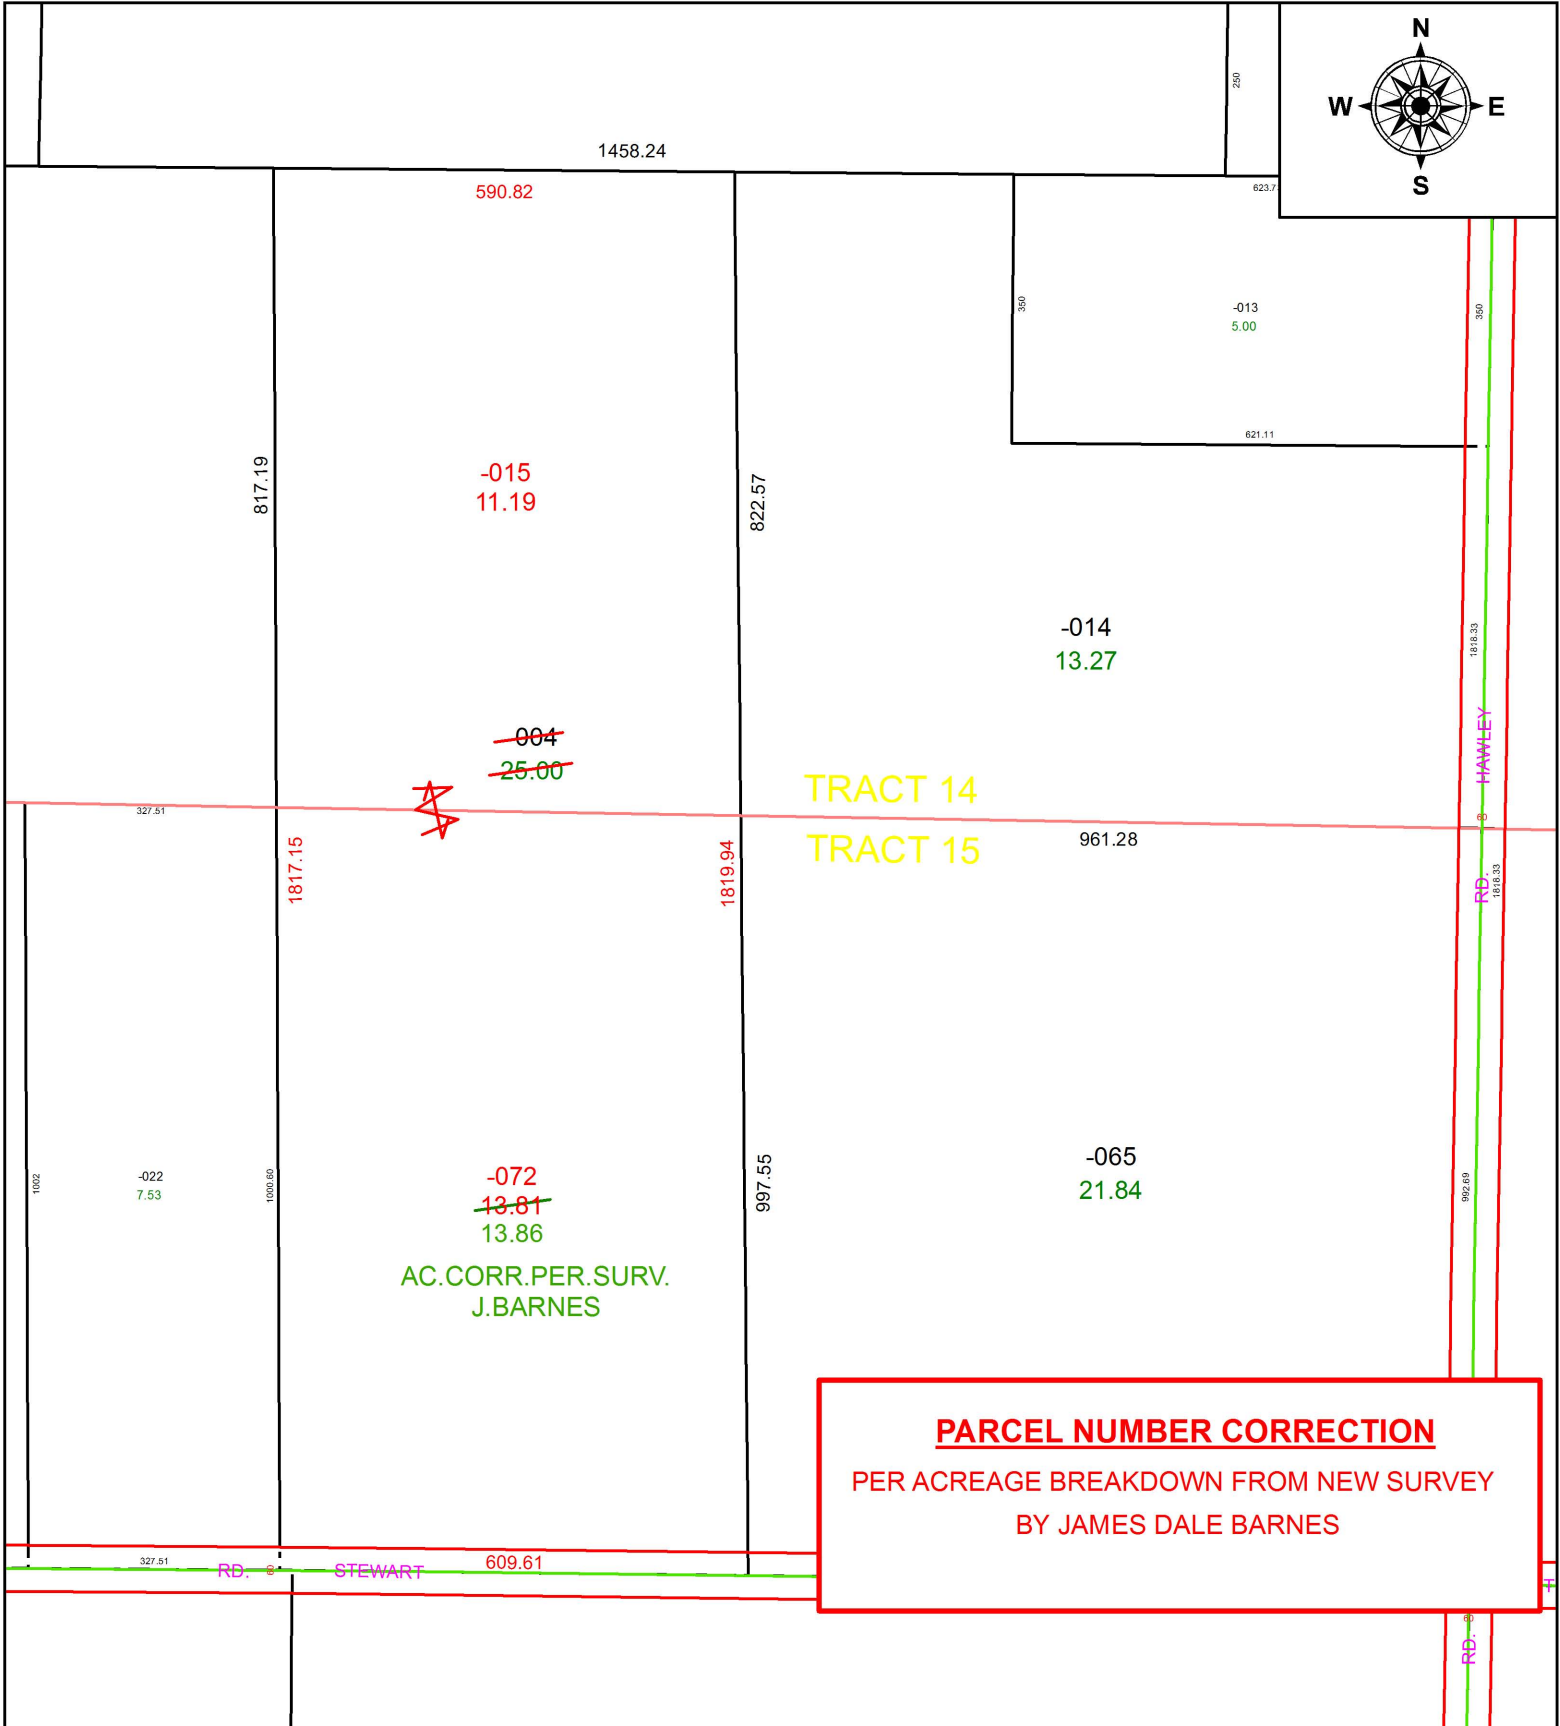 N
W E
S
250
1458.24
590.82
623.7
350
-013
5.00
350
621.11
817.19
-015
11.19
822.57
-014
13.27
1818.33
004
25.00
HAWLEY
TRACT 14
327.51
60
TRACT 15
961.28
1817.15
1819.94
RD.
1818.33
1002
-022
7.53
1000.60
-072
13.81
13.86
AC.CORR.PER.SURV.
J.BARNES
997.55
-065
21.84
992.69
PARCEL NUMBER CORRECTION
PER ACREAGE BREAKDOWN FROM NEW SURVEY
BY JAMES DALE BARNES
327.51
RD.
60
STEWART
609.61
T
60
RD.